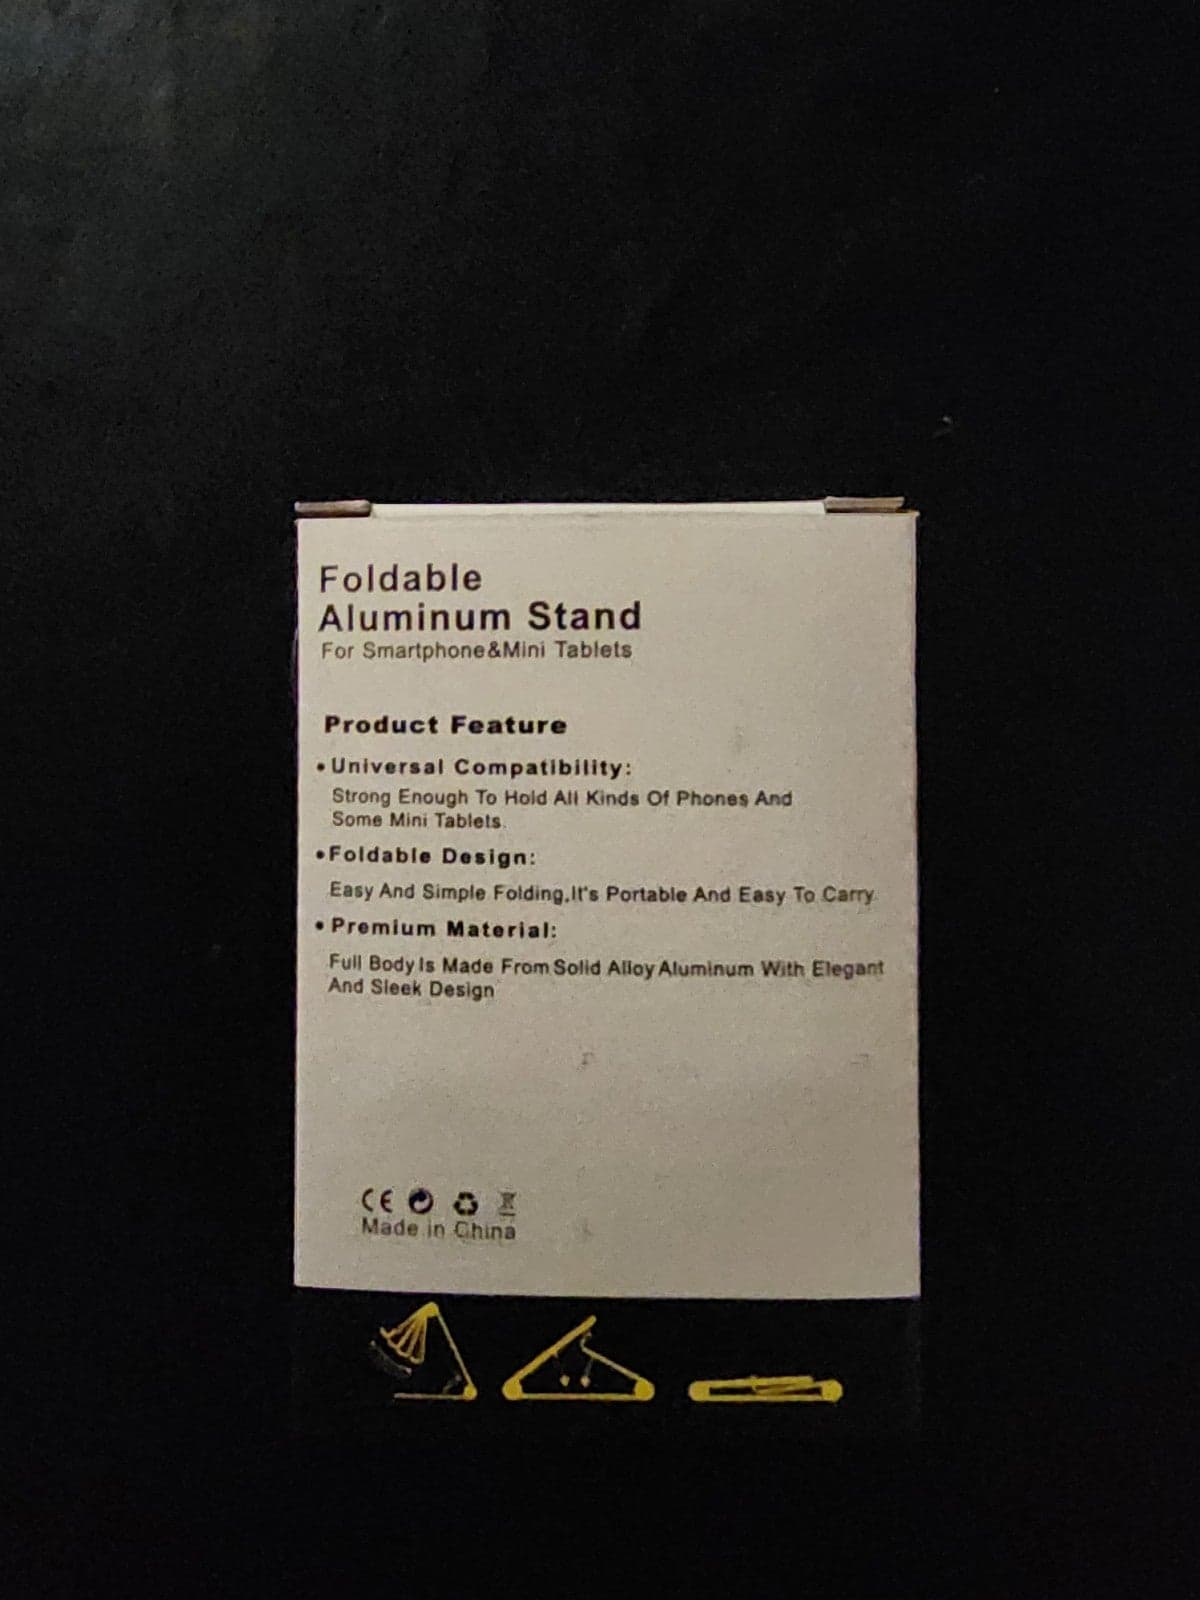 Foldable
Aluminum Stand
For Smartphone&Mini Tablets
Product Feature
•Universal Compatibility:
Strong Enough To Hold All Kinds Of Phones And
Some Mini Tablets.
•Foldable Design:
Easy And Simple Folding,It's Portable And Easy To Carry
•Premium Material:
Full Body Is Made From Solid Alloy Aluminum With Elegant
And Sleek Design
CE
Made in China